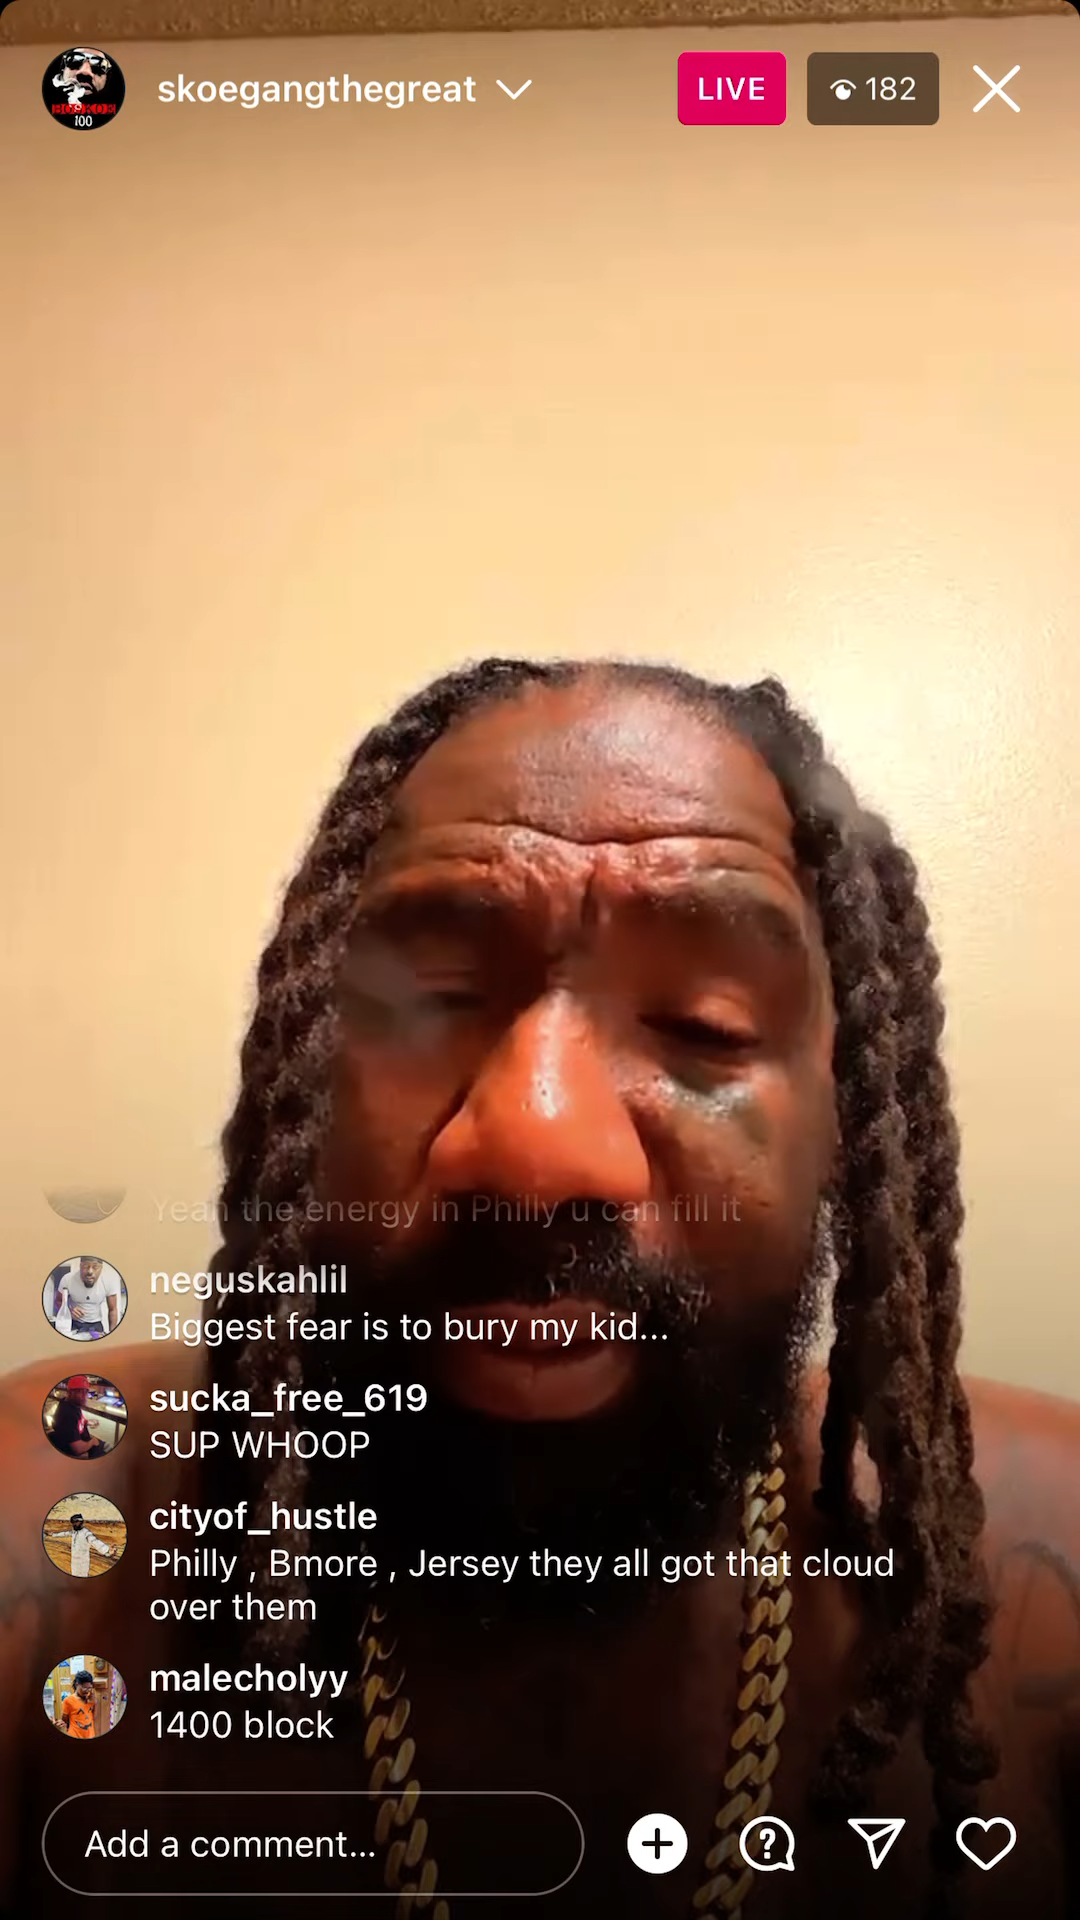 skoegangthegreat
LIVE
182
BOSKOE
100
Yeah the energy in Philly u can fill it
neguskahlil
Biggest fear is to bury my kid...
sucka_free_619
SUP WHOOP
cityof_hustle
Philly , Bmore , Jersey they all got that cloud
over them
malecholyy
1400 block
Add a comment...